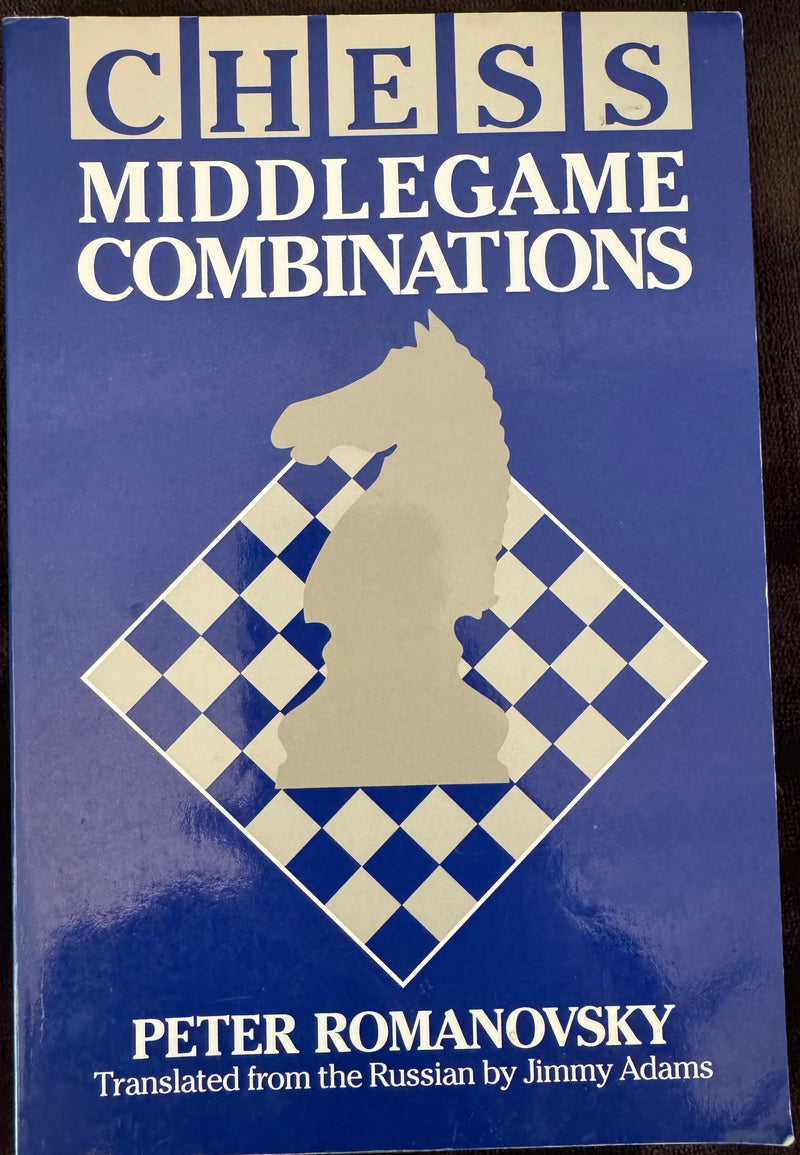 CHESS
MIDDLEGAME
COMBINATIONS
PETER ROMANOVSKY
Translated from the Russian by Jimmy Adams